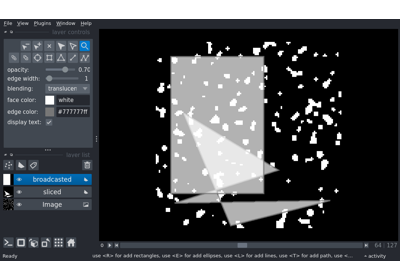 File View Plugins Window Help
layer controls
opacity: 0.70
edge width: 1
blending: translucen
face color: white
edge color: #777777ff
display text:
layer list
broadcasted
sliced
Image
0 64 127
Ready use <R> for add rectangles, use <E> for add ellipses, use <L> for add lines, use <T> for add path, use <... activity